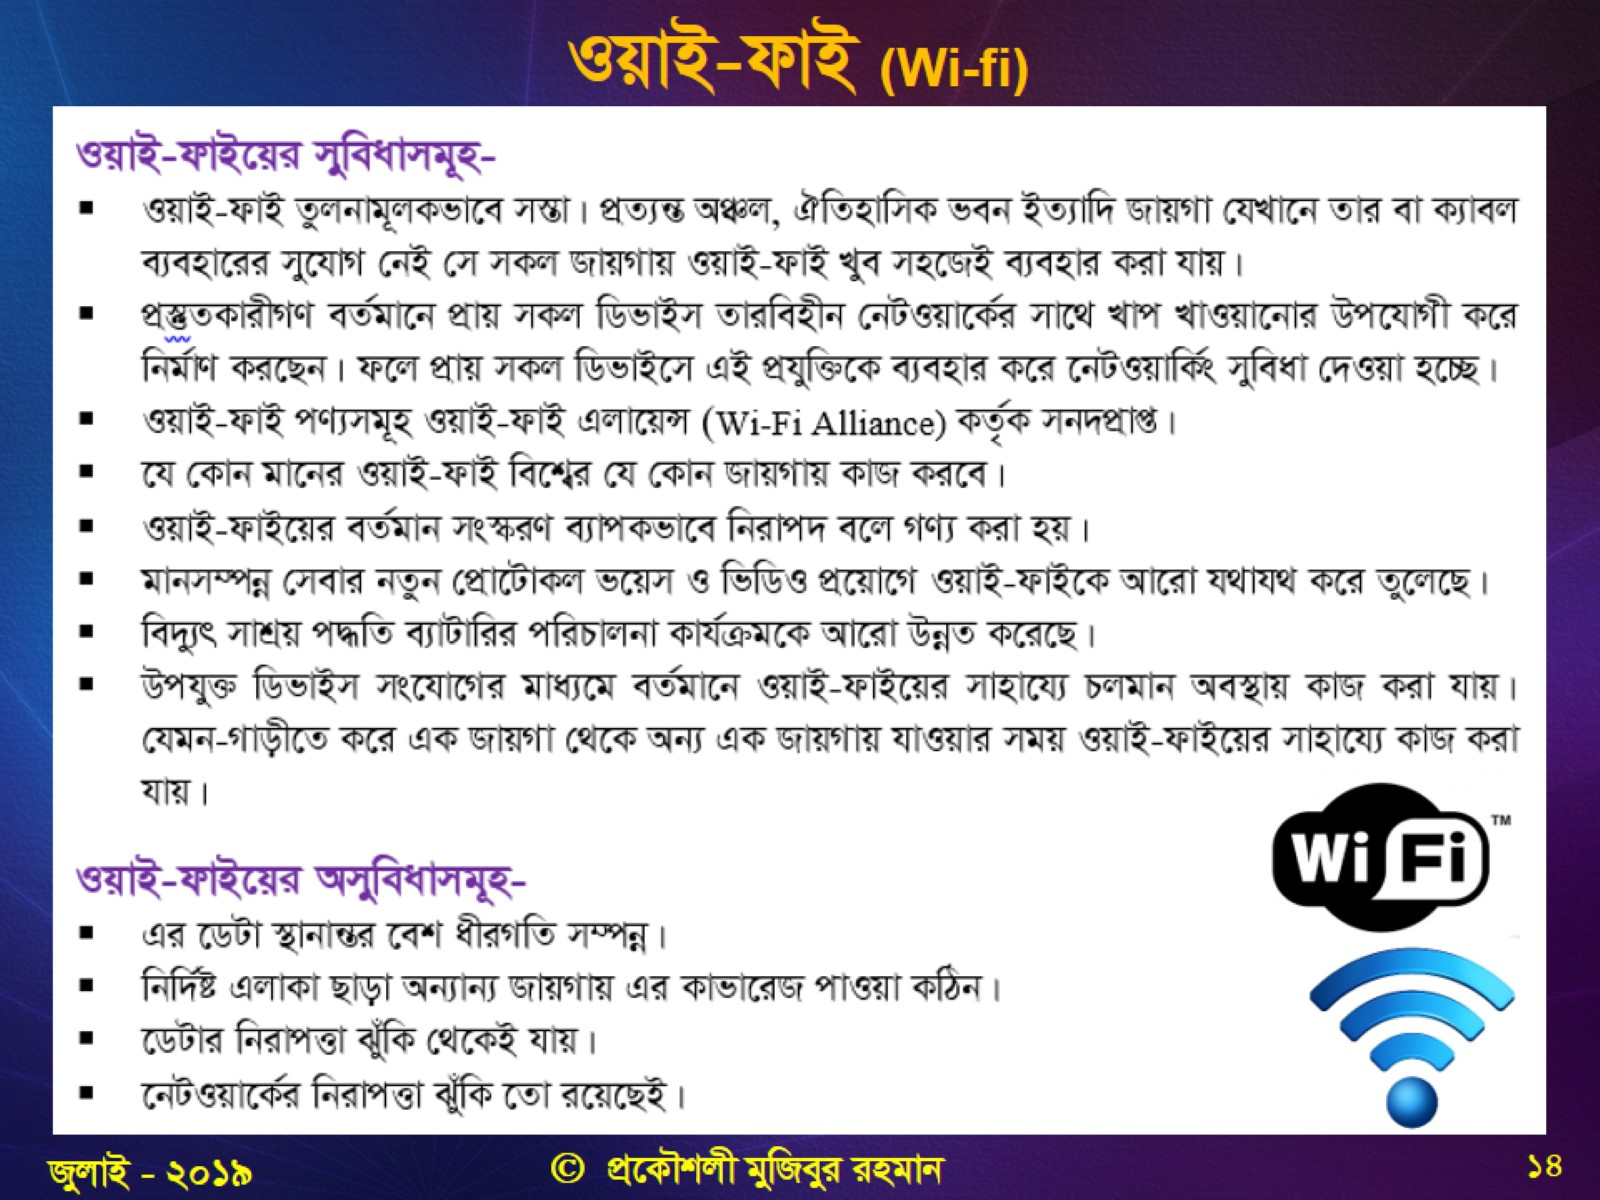 ওয়াই-ফাই (Wi-fi)
ওয়াই-ফাইয়ের সুবিধাসমূহ-
▪ ওয়াই-ফাই তুলনামূলকভাবে সস্তা। প্রত্যন্ত অঞ্চল, ঐতিহাসিক ভবন ইত্যাদি জায়গা যেখানে তার বা ক্যাবল
ব্যবহারের সুযোগ নেই সে সকল জায়গায় ওয়াই-ফাই খুব সহজেই ব্যবহার করা যায়।
▪ প্রস্তুতকারীগণ বর্তমানে প্রায় সকল ডিভাইস তারবিহীন নেটওয়ার্কের সাথে খাপ খাওয়ানোর উপযোগী করে
নির্মাণ করছেন। ফলে প্রায় সকল ডিভাইসে এই প্রযুক্তিকে ব্যবহার করে নেটওয়ার্কিং সুবিধা দেওয়া হচ্ছে।
▪ ওয়াই-ফাই পণ্যসমূহ ওয়াই-ফাই এলায়েন্স (Wi-Fi Alliance) কর্তৃক সনদপ্রাপ্ত।
▪ যে কোন মানের ওয়াই-ফাই বিশ্বের যে কোন জায়গায় কাজ করবে।
▪ ওয়াই-ফাইয়ের বর্তমান সংস্করণ ব্যাপকভাবে নিরাপদ বলে গণ্য করা হয়।
▪ মানসম্পন্ন সেবার নতুন প্রোটোকল ভয়েস ও ভিডিও প্রয়োগে ওয়াই-ফাইকে আরো যথাযথ করে তুলেছে।
▪ বিদ্যুৎ সাশ্রয় পদ্ধতি ব্যাটারির পরিচালনা কার্যক্রমকে আরো উন্নত করেছে।
▪ উপযুক্ত ডিভাইস সংযোগের মাধ্যমে বর্তমানে ওয়াই-ফাইয়ের সাহায্যে চলমান অবস্থায় কাজ করা যায়।
যেমন-গাড়ীতে করে এক জায়গা থেকে অন্য এক জায়গায় যাওয়ার সময় ওয়াই-ফাইয়ের সাহায্যে কাজ করা
যায়।
Wi Fi ™
ওয়াই-ফাইয়ের অসুবিধাসমূহ-
▪ এর ডেটা স্থানান্তর বেশ ধীরগতি সম্পন্ন।
▪ নির্দিষ্ট এলাকা ছাড়া অন্যান্য জায়গায় এর কাভারেজ পাওয়া কঠিন।
▪ ডেটার নিরাপত্তা ঝুঁকি থেকেই যায়।
▪ নেটওয়ার্কের নিরাপত্তা ঝুঁকি তো রয়েছেই।
জুলাই - ২০১৯
© প্রকৌশলী মুজিবুর রহমান
১৪